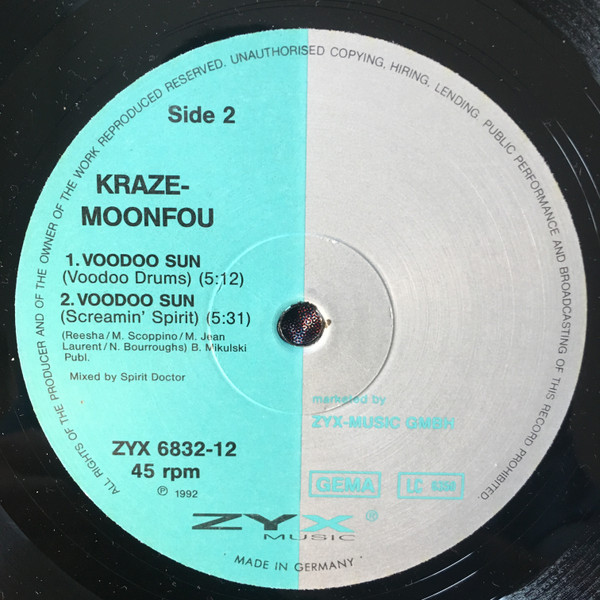 ALL RIGHTS OF THE PRODUCER AND OF THE OWNER OF THE WORK REPRODUCED RESERVED. UNAUTHORISED COPYING, HIRING, LENDING, PUBLIC PERFORMANCE AND BROADCASTING OF THIS RECORD PROHIBITED.
Side 2
KRAZE-
MOONFOU
1. VOODOO SUN
(Voodoo Drums) (5:12)
2. VOODOO SUN
(Screamin' Spirit) (5:31)
(Reesha/M. Scoppino/M. Jean
Laurent/N. Bourroughs) B. Mikulski
Publ.
Mixed by Spirit Doctor
marketed by
ZYX-MUSIC GMBH
ZYX 6832-12
45 rpm
℗ 1992
GEMA
LC
ZYX®
MUSIC
MADE IN GERMANY